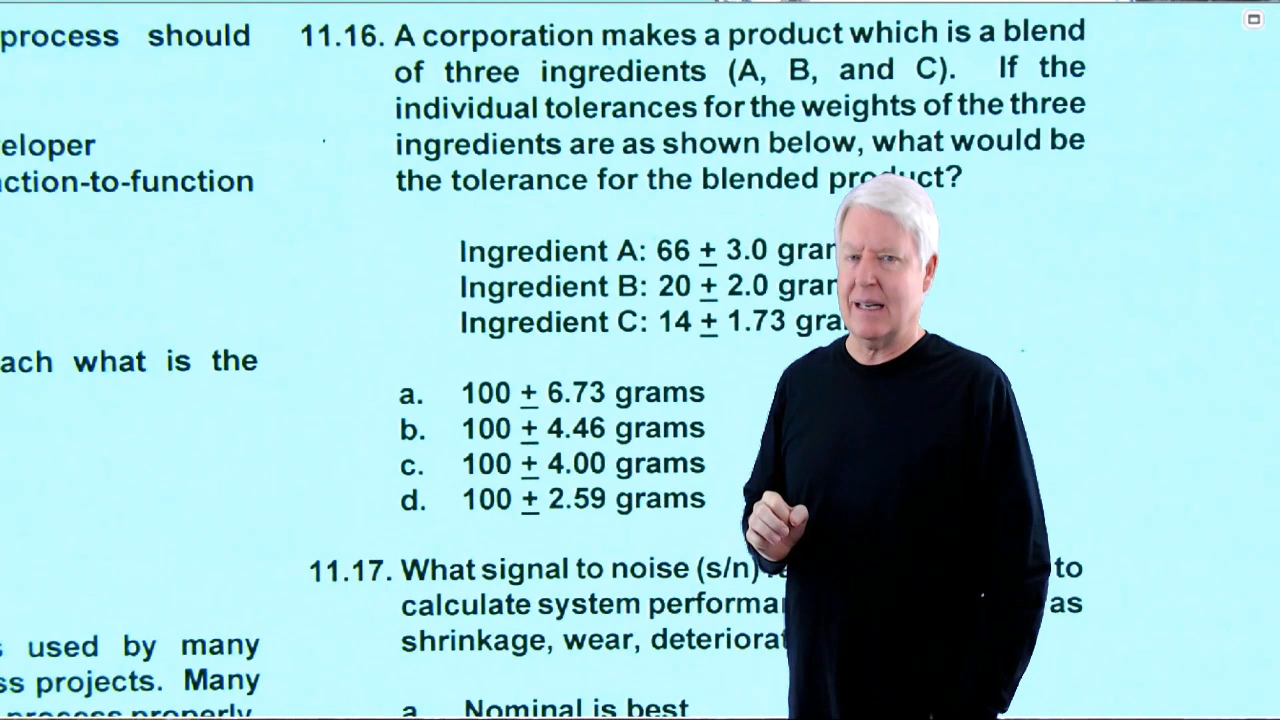 process should
eloper
ction-to-function
ach what is the
used by many
ss projects. Many
process properly
11.16. A corporation makes a product which is a blend
of three ingredients (A, B, and C). If the
individual tolerances for the weights of the three
ingredients are as shown below, what would be
the tolerance for the blended product?
Ingredient A: 66 ± 3.0 gra
Ingredient B: 20 ± 2.0 gra
Ingredient C: 14 ± 1.73 gra
a. 100 ± 6.73 grams
b. 100 ± 4.46 grams
c. 100 ± 4.00 grams
d. 100 ± 2.59 grams
11.17. What signal to noise (s/n) to
calculate system performa as
shrinkage, wear, deteriorat
a Nominal is best